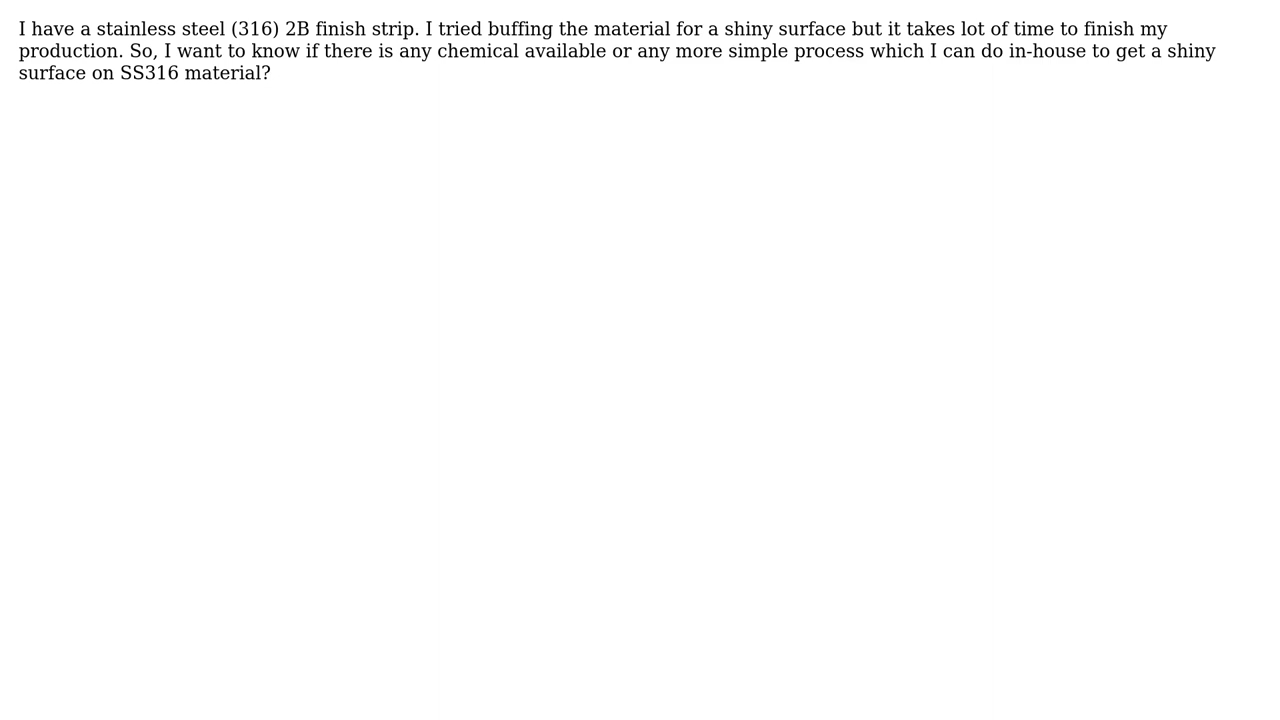 I have a stainless steel (316) 2B finish strip. I tried buffing the material for a shiny surface but it takes lot of time to finish my
production. So, I want to know if there is any chemical available or any more simple process which I can do in-house to get a shiny
surface on SS316 material?